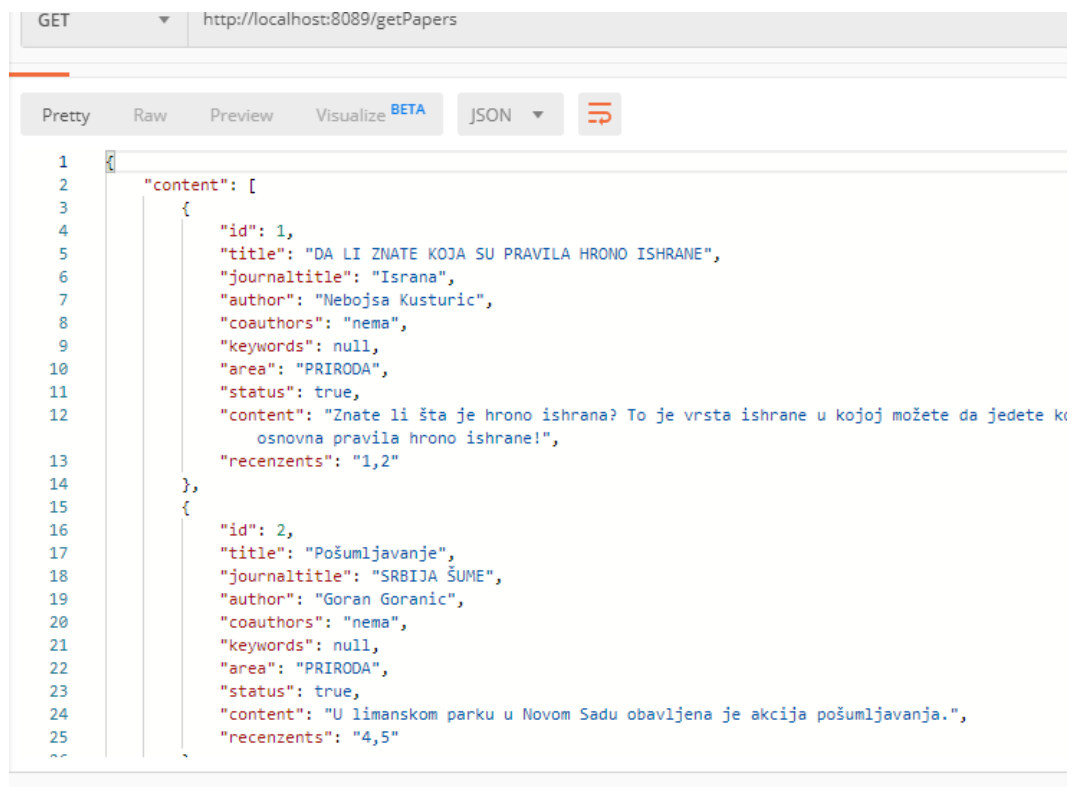 GET http://localhost:8089/getPapers
Pretty Raw Preview Visualize BETA JSON
1 {
2 "content": [
3 {
4 "id": 1,
5 "title": "DA LI ZNATE KOJA SU PRAVILA HRONO ISHRANE",
6 "journaltitle": "Israna",
7 "author": "Nebojsa Kusturic",
8 "coauthors": "nema",
9 "keywords": null,
10 "area": "PRIRODA",
11 "status": true,
12 "content": "Znate li šta je hrono ishrana? To je vrsta ishrane u kojoj možete da jedete
osnovna pravila hrono ishrane!",
13 "recenzents": "1,2"
14 },
15 {
16 "id": 2,
17 "title": "Pošumljavanje",
18 "journaltitle": "SRBIJA ŠUME",
19 "author": "Goran Goranic",
20 "coauthors": "nema",
21 "keywords": null,
22 "area": "PRIRODA",
23 "status": true,
24 "content": "U limanskom parku u Novom Sadu obavljena je akcija pošumljavanja.",
25 "recenzents": "4,5"